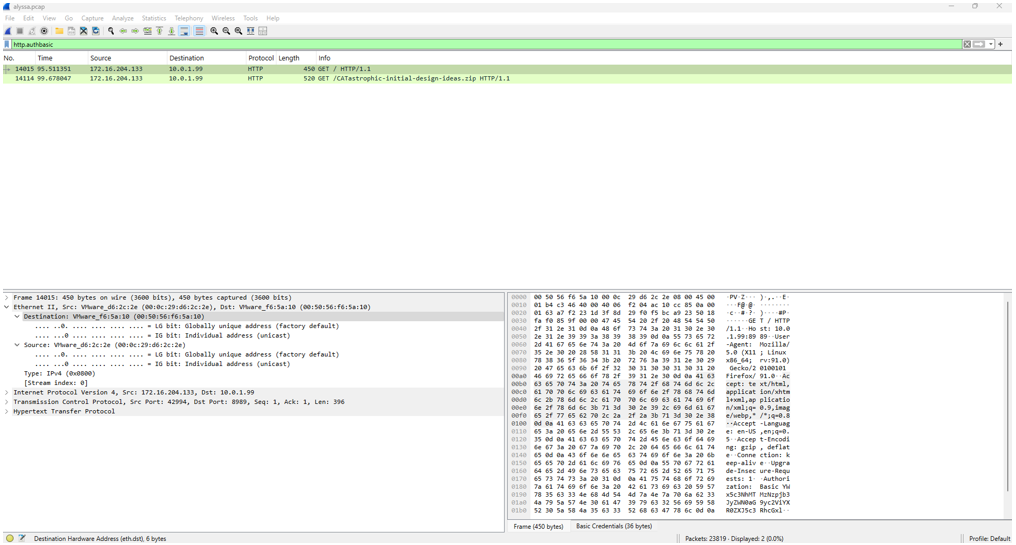 alyssa.pcap
File Edit View Go Capture Analyze Statistics Telephony Wireless Tools Help
http.authbasic
No. Time Source Destination Protocol Length Info
14015 95.511351 172.16.204.133 10.0.1.99 HTTP 450 GET / HTTP/1.1
14114 99.678047 172.16.204.133 10.0.1.99 HTTP 520 GET /CATastrophic-initial-design-ideas.zip HTTP/1.1
Frame 14015: 450 bytes on wire (3600 bits), 450 bytes captured (3600 bits)
Ethernet II, Src: VMware_d6:2c:2e (00:0c:29:d6:2c:2e), Dst: VMware_f6:5a:10 (00:50:56:f6:5a:10)
Destination: VMware_f6:5a:10 (00:50:56:f6:5a:10)
.... ..0. .... .... .... .... = LG bit: Globally unique address (factory default)
.... ...0 .... .... .... .... = IG bit: Individual address (unicast)
Source: VMware_d6:2c:2e (00:0c:29:d6:2c:2e)
.... ..0. .... .... .... .... = LG bit: Globally unique address (factory default)
.... ...0 .... .... .... .... = IG bit: Individual address (unicast)
Type: IPv4 (0x0800)
[Stream index: 0]
Internet Protocol Version 4, Src: 172.16.204.133, Dst: 10.0.1.99
Transmission Control Protocol, Src Port: 42994, Dst Port: 8989, Seq: 1, Ack: 1, Len: 396
Hypertext Transfer Protocol
0000 00 50 56 f6 5a 10 00 0c 29 d6 2c 2e 08 00 45 00 ·PV·Z··· )·,.··E·
0010 01 b4 c3 46 40 00 40 06 f2 04 ac 10 cc 85 0a 00 ···F@·@· ········
0020 01 63 a7 f2 23 1d 3f 8d 29 f0 f5 bc a9 23 50 18 ·c··#·?· )····#P·
0030 fa f0 85 9f 00 00 47 45 54 20 2f 20 48 54 54 50 ······GE T / HTTP
0040 2f 31 2e 31 0d 0a 48 6f 73 74 3a 20 31 30 2e 30 /1.1··Ho st: 10.0
0050 2e 31 2e 39 39 3a 38 39 38 39 0d 0a 55 73 65 72 .1.99:89 89··User
0060 2d 41 67 65 6e 74 3a 20 4d 6f 7a 69 6c 6c 61 2f -Agent: Mozilla/
0070 35 2e 30 20 28 58 31 31 3b 20 4c 69 6e 75 78 20 5.0 (X11 ; Linux
0080 78 38 36 5f 36 34 3b 20 72 76 3a 39 31 2e 30 29 x86_64; rv:91.0)
0090 20 47 65 63 6b 6f 2f 32 30 31 30 30 31 30 31 20 Gecko/2 0100101
00a0 46 69 72 65 66 6f 78 2f 39 31 2e 30 0d 0a 41 63 Firefox/ 91.0··Ac
00b0 63 65 70 74 3a 20 74 65 78 74 2f 68 74 6d 6c 2c cept: te xt/html,
00c0 61 70 70 6c 69 63 61 74 69 6f 6e 2f 78 68 74 6d applicat ion/xhtm
00d0 6c 2b 78 6d 6c 2c 61 70 70 6c 69 63 61 74 69 6f l+xml,ap plicatio
00e0 6e 2f 78 6d 6c 3b 71 3d 30 2e 39 2c 69 6d 61 67 n/xml;q= 0.9,imag
00f0 65 2f 77 65 62 70 2c 2a 2f 2a 3b 71 3d 30 2e 38 e/webp,* /*;q=0.8
0100 0d 0a 41 63 63 65 70 74 2d 4c 61 6e 67 75 61 67 ··Accept -Languag
0110 65 3a 20 65 6e 2d 55 53 2c 65 6e 3b 71 3d 30 2e e: en-US ,en;q=0.
0120 35 0d 0a 41 63 63 65 70 74 2d 45 6e 63 6f 64 69 5··Accep t-Encodi
0130 6e 67 3a 20 67 7a 69 70 2c 20 64 65 66 6c 61 74 ng: gzip , deflat
0140 65 0d 0a 43 6f 6e 6e 65 63 74 69 6f 6e 3a 20 6b e··Conne ction: k
0150 65 65 70 2d 61 6c 69 76 65 0d 0a 55 70 67 72 61 eep-aliv e··Upgra
0160 64 65 2d 49 6e 73 65 63 75 72 65 2d 52 65 71 75 de-Insec ure-Requ
0170 65 73 74 73 3a 20 31 0d 0a 41 75 74 68 6f 72 69 ests: 1· ·Authori
0180 7a 61 74 69 6f 6e 3a 20 42 61 73 69 63 20 59 57 zation: Basic YW
0190 78 35 63 33 4e 68 4d 54 4d 7a 4e 7a 70 6a 62 33 x5c3NhMT MzNzpjb3
01a0 4a 79 5a 57 4e 30 61 47 39 79 63 32 56 69 59 58 JyZWN0aG 9yc2ViYX
01b0 52 30 5a 58 4a 35 63 33 52 68 63 47 78 6c 0d 0a R0ZXJ5c3 RhcGxl··
Frame (450 bytes) Basic Credentials (36 bytes)
Destination Hardware Address (eth.dst), 6 bytes Packets: 23819 · Displayed: 2 (0.0%) Profile: Default